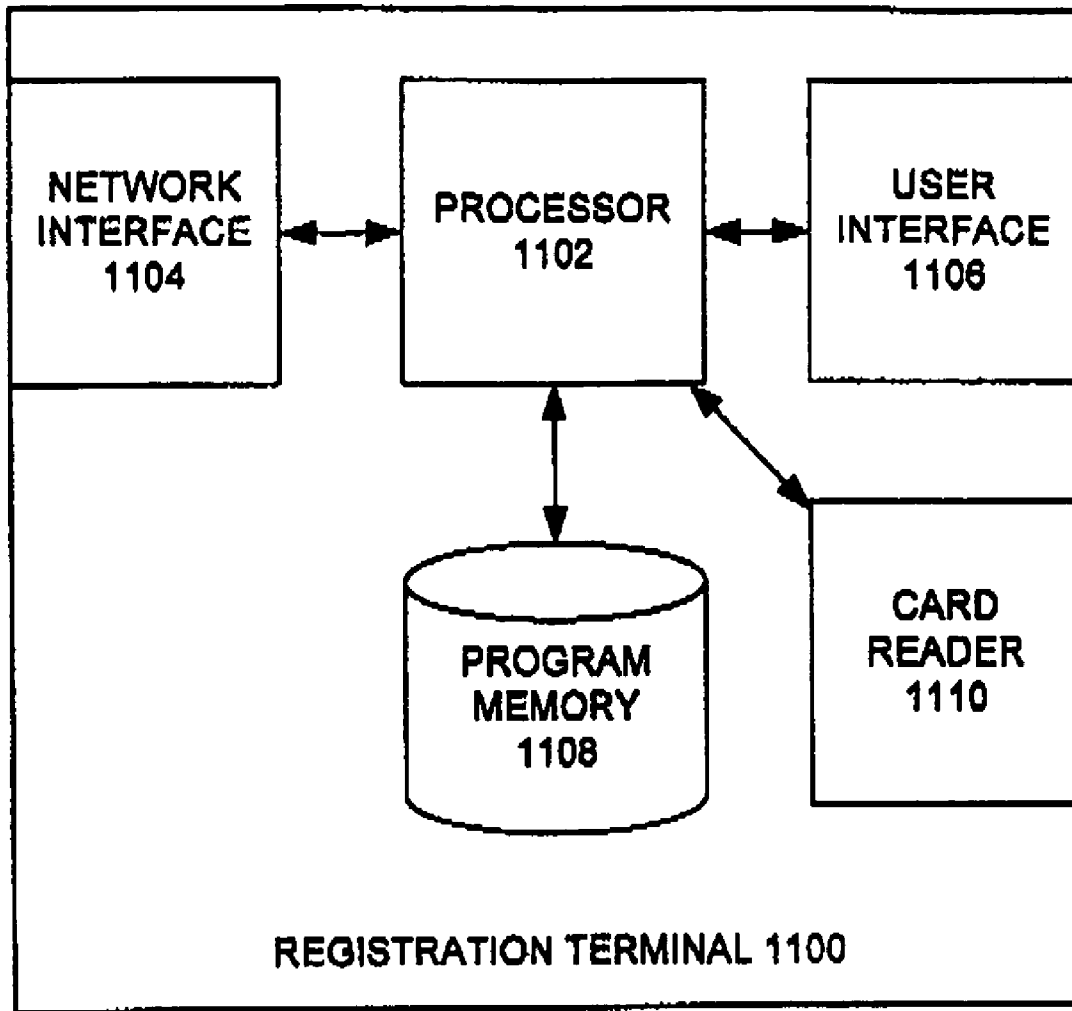 NETWORK
INTERFACE
1104
PROCESSOR
1102
USER
INTERFACE
1106
PROGRAM
MEMORY
1108
CARD
READER
1110
REGISTRATION TERMINAL 1100